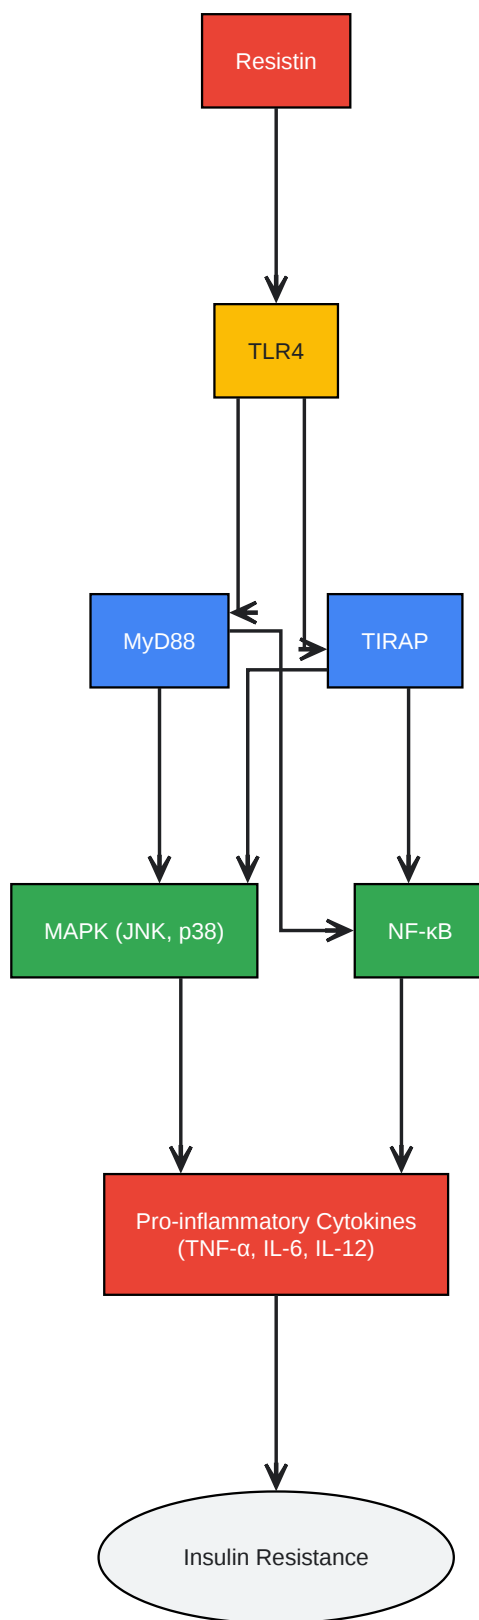 Resistin
TLR4
MyD88
TIRAP
MAPK (JNK, p38)
NF-κB
Pro-inflammatory Cytokines
(TNF-α, IL-6, IL-12)
Insulin Resistance